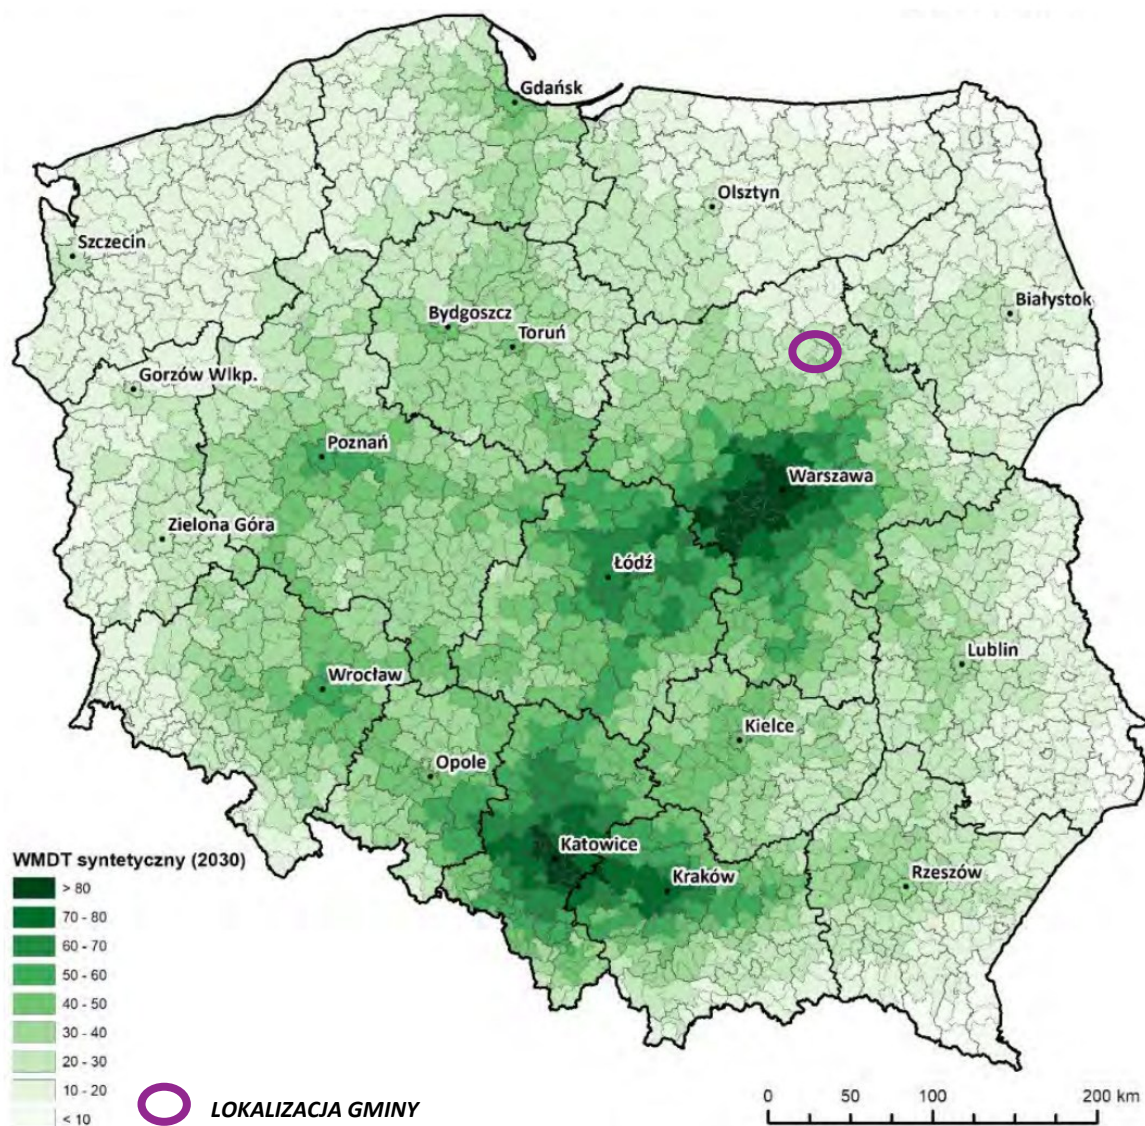 Gdańsk
Olsztyn
Szczecin
Białystok
Bydgoszcz
Toruń
Gorzów Wlkp.
Poznań
Warszawa
Zielona Góra
Łódź
Lublin
Wrocław
Kielce
Opole
Katowice
Kraków
Rzeszów
WMDT syntetyczny (2030)
> 80
70 - 80
60 - 70
50 - 60
40 - 50
30 - 40
20 - 30
10 - 20
< 10
LOKALIZACJA GMINY
0 50 100 200 km